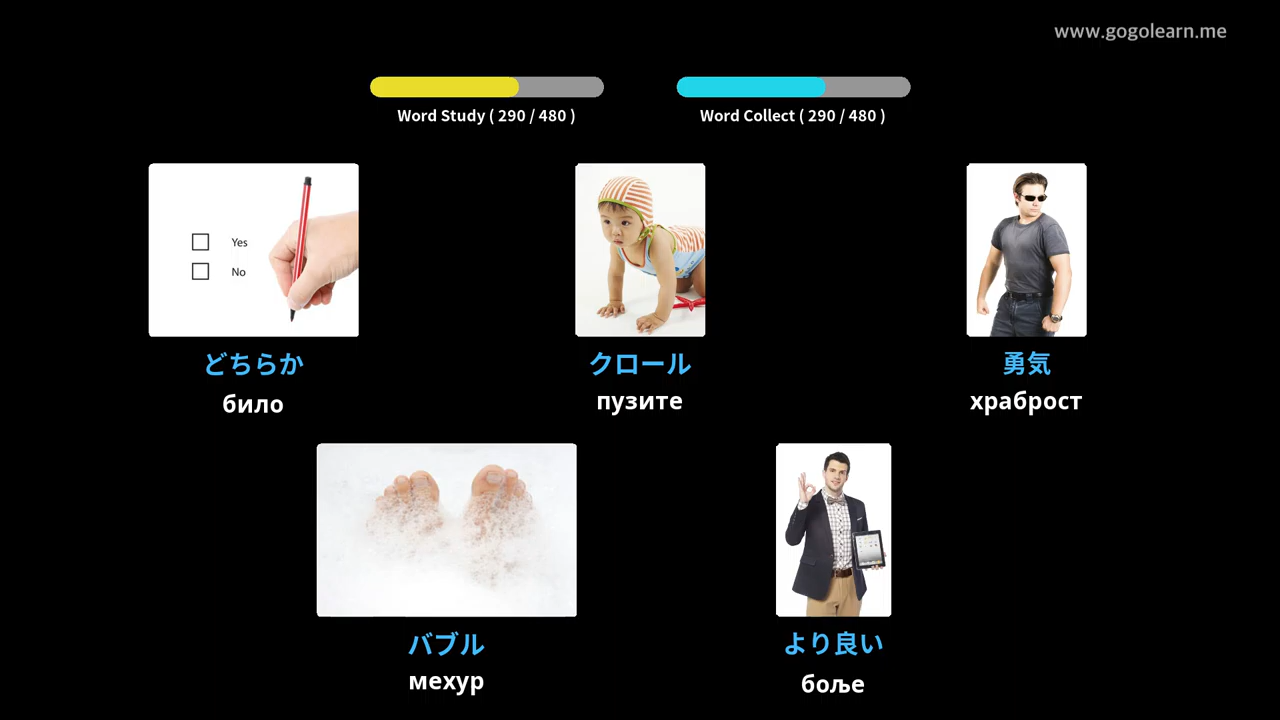 www.gogolearn.me
Word Study ( 290 / 480 )
Word Collect ( 290 / 480 )
Yes
No
どちらか
било
クロール
пузите
勇気
храброст
バブル
мехур
より良い
боље